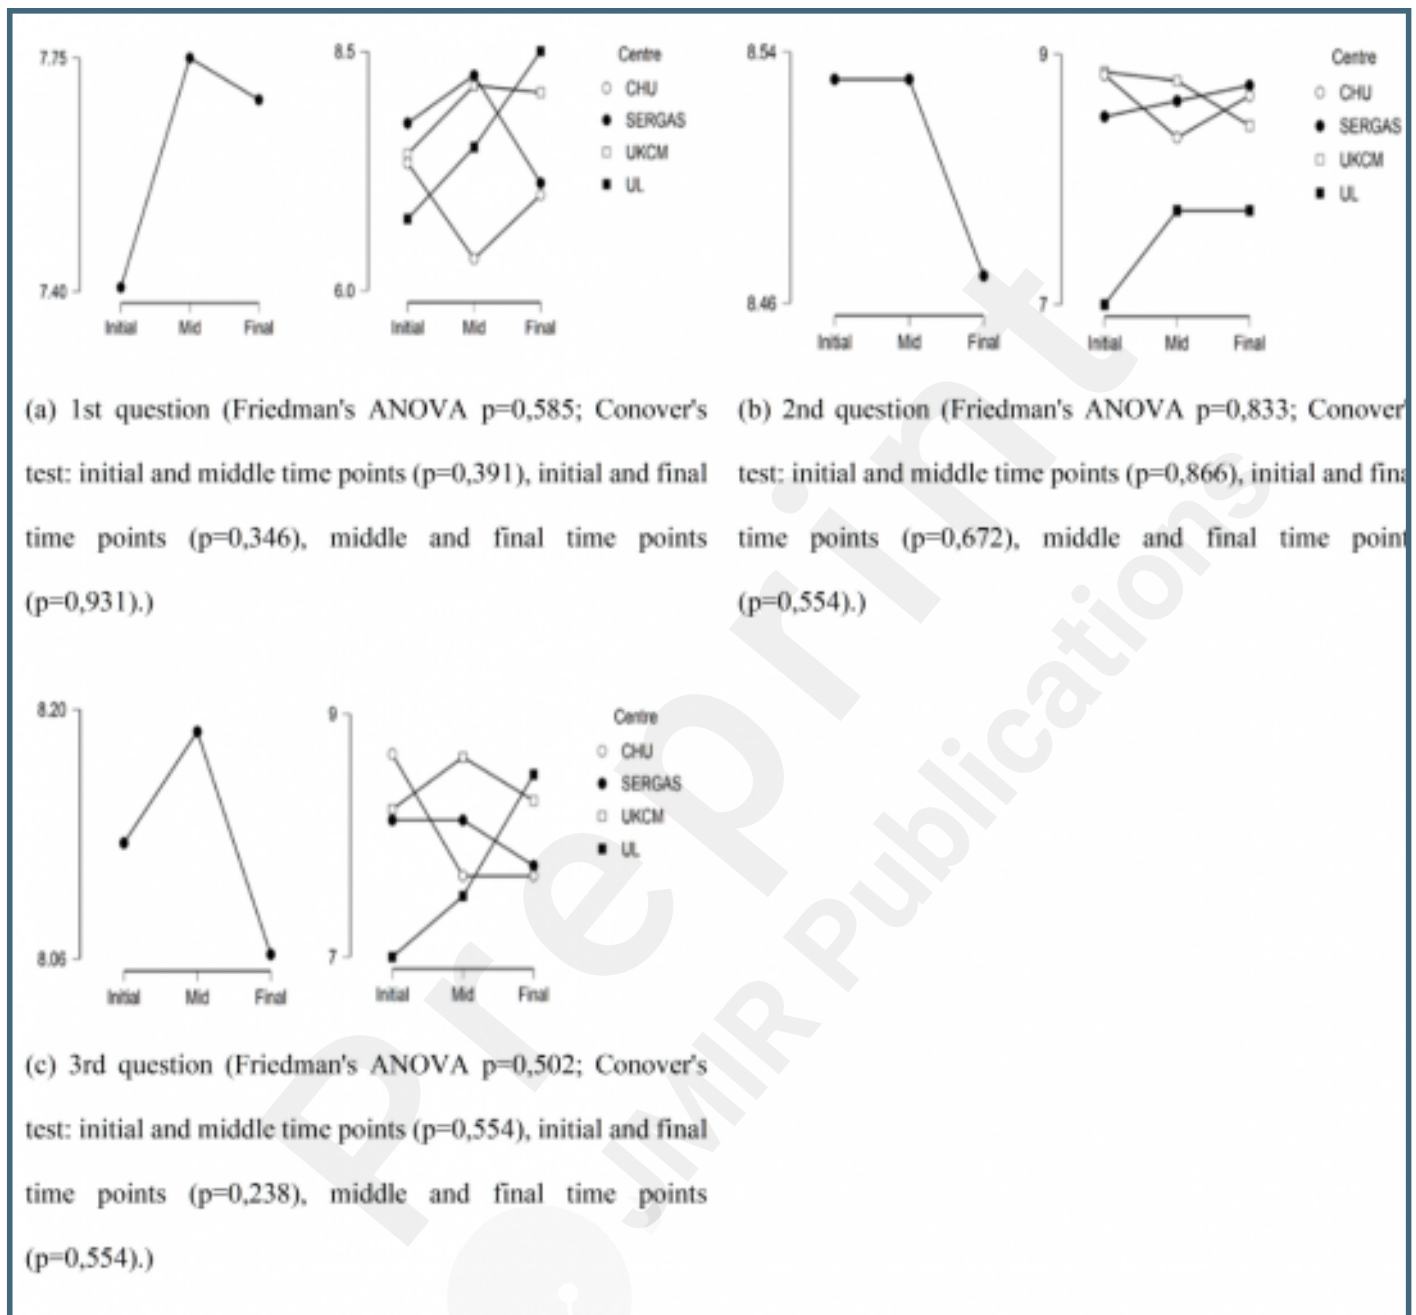 7.75
7.40
Initial Mid Final
8.5
6.0
Initial Mid Final
Centre
CHU
SERGAS
UKCM
UL
8.54
8.46
Initial Mid Final
9
7
Initial Mid Final
Centre
CHU
SERGAS
UKCM
UL
(a) 1st question (Friedman's ANOVA p=0,585; Conover's
test: initial and middle time points (p=0,391), initial and final
time points (p=0,346), middle and final time points
(p=0,931).)
(b) 2nd question (Friedman's ANOVA p=0,833; Conover'
test: initial and middle time points (p=0,866), initial and fina
time points (p=0,672), middle and final time point
(p=0,554).)
8.20
8.06
Initial Mid Final
9
7
Initial Mid Final
Centre
CHU
SERGAS
UKCM
UL
(c) 3rd question (Friedman's ANOVA p=0,502; Conover's
test: initial and middle time points (p=0,554), initial and final
time points (p=0,238), middle and final time points
(p=0,554).)
Preprint
JMIR Publications